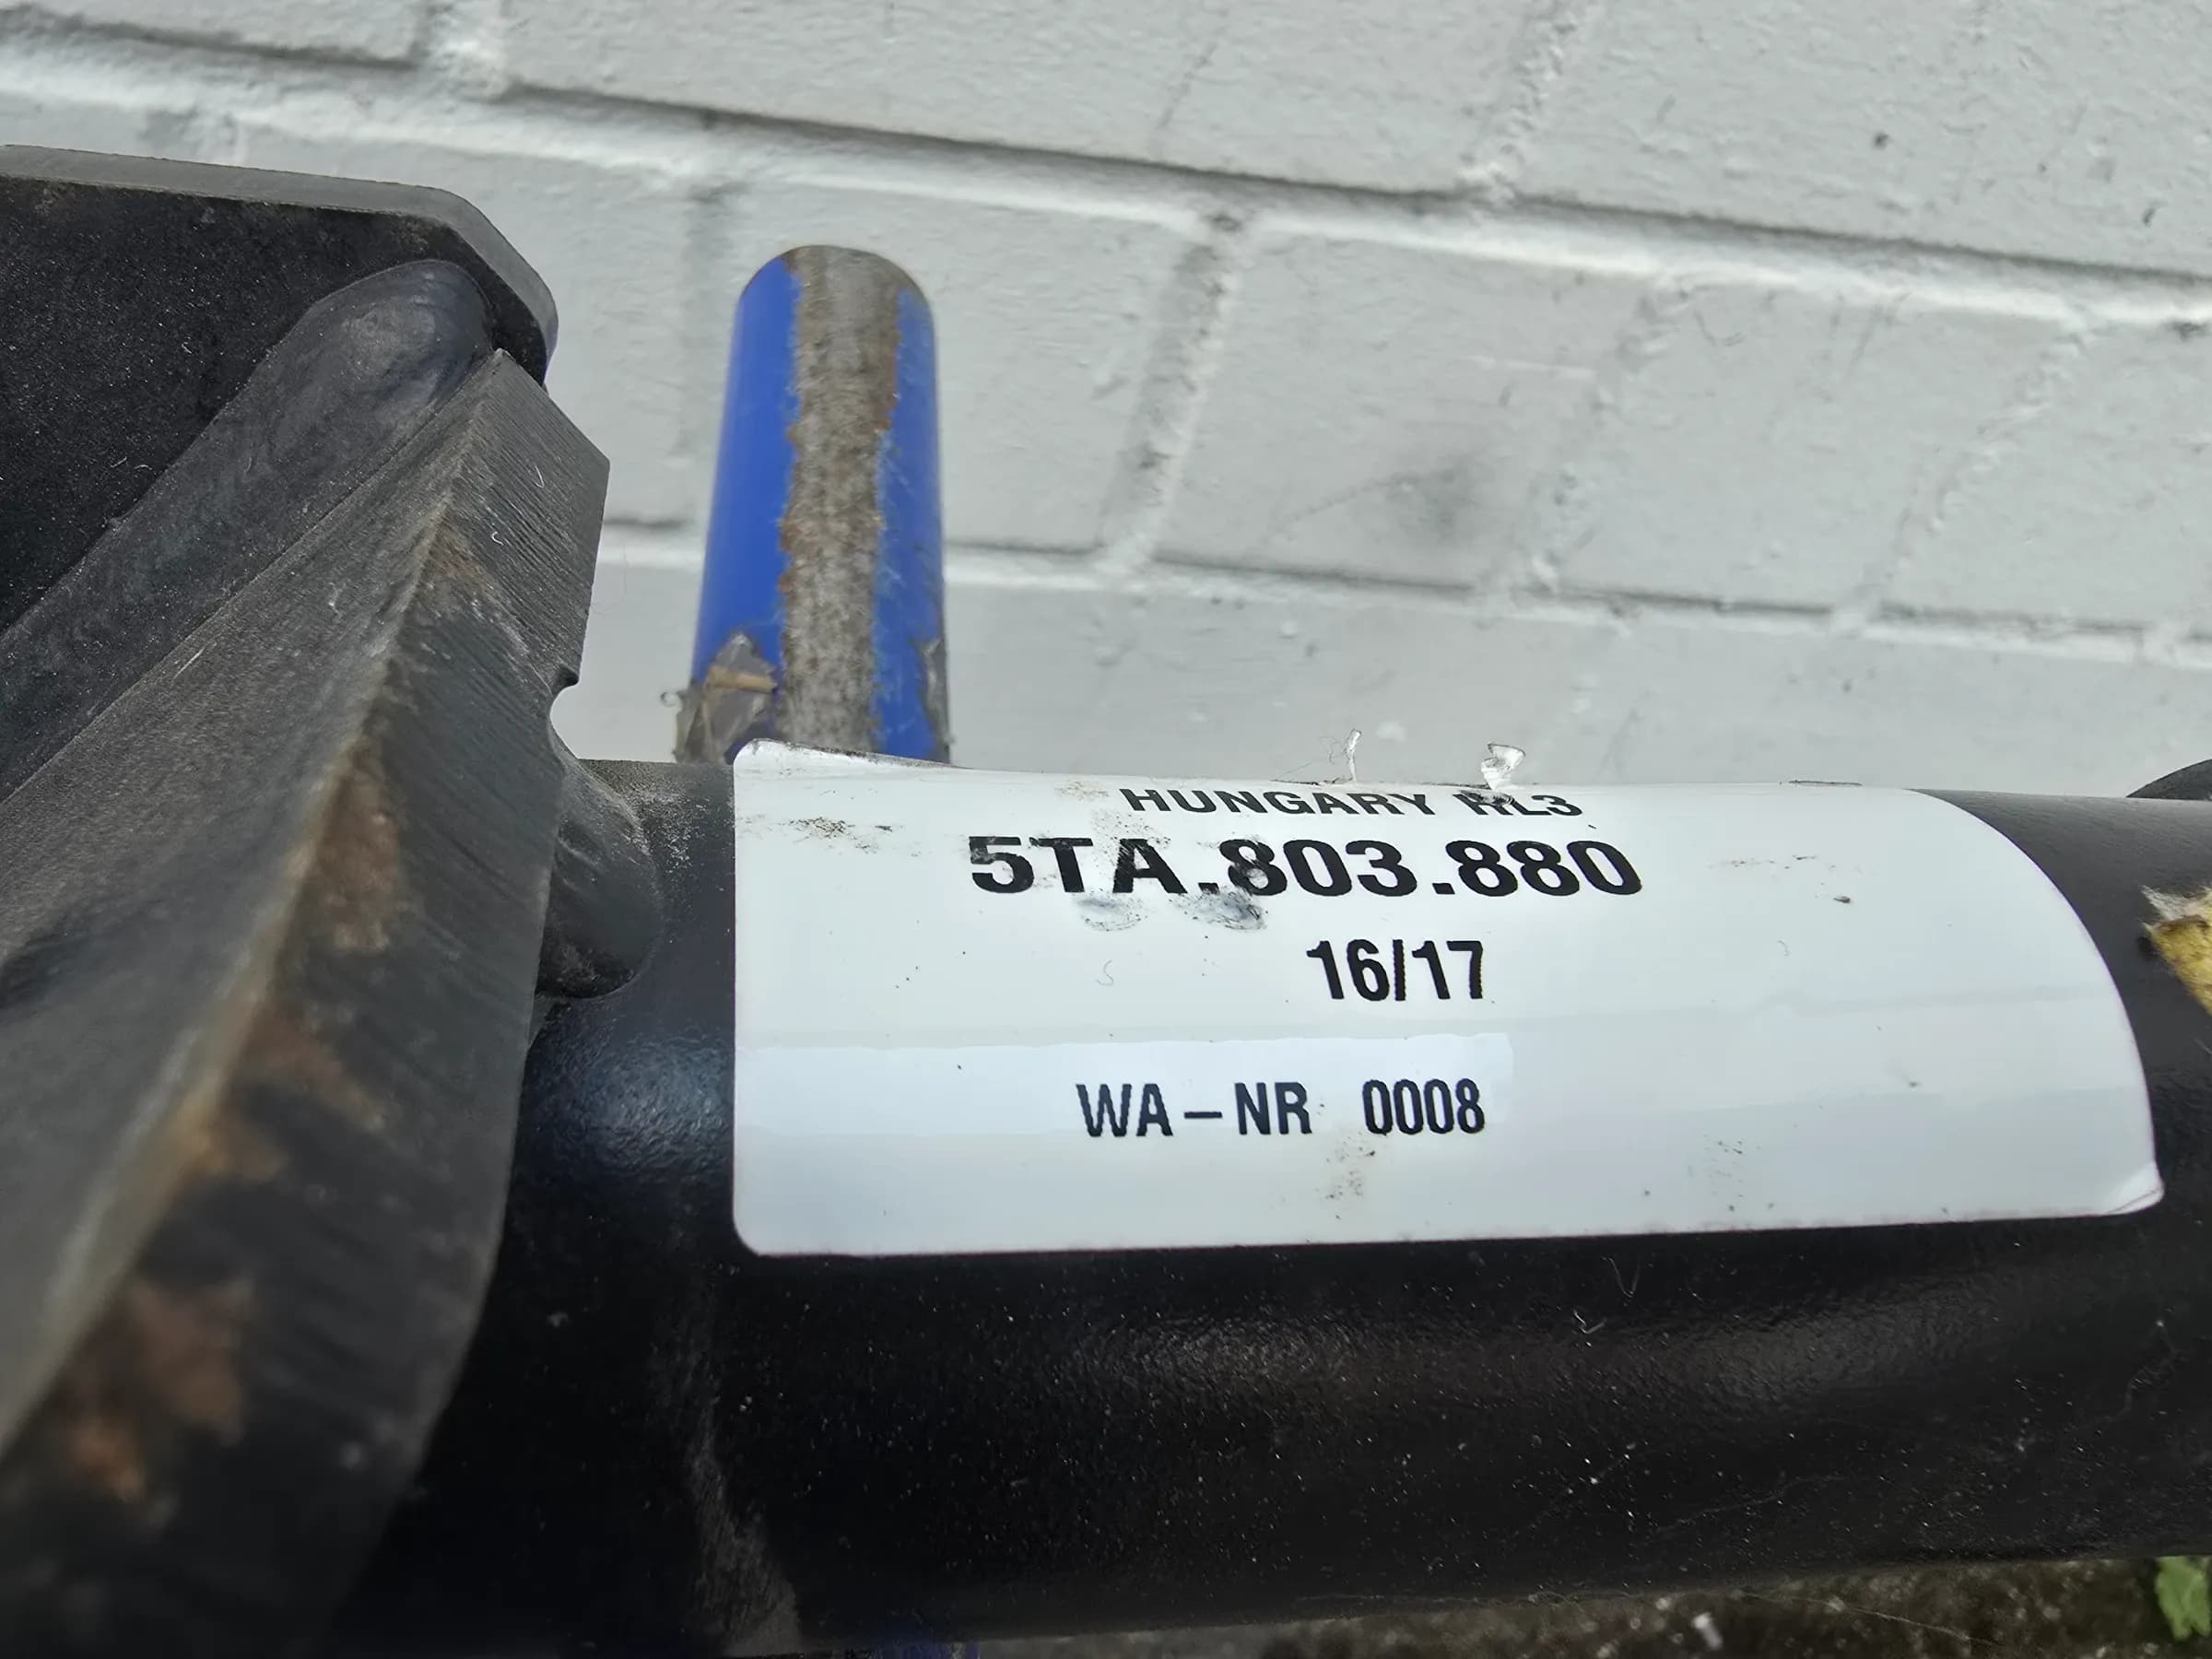 HUNGARY RL3
5TA.803.880
16/17
WA-NR 0008